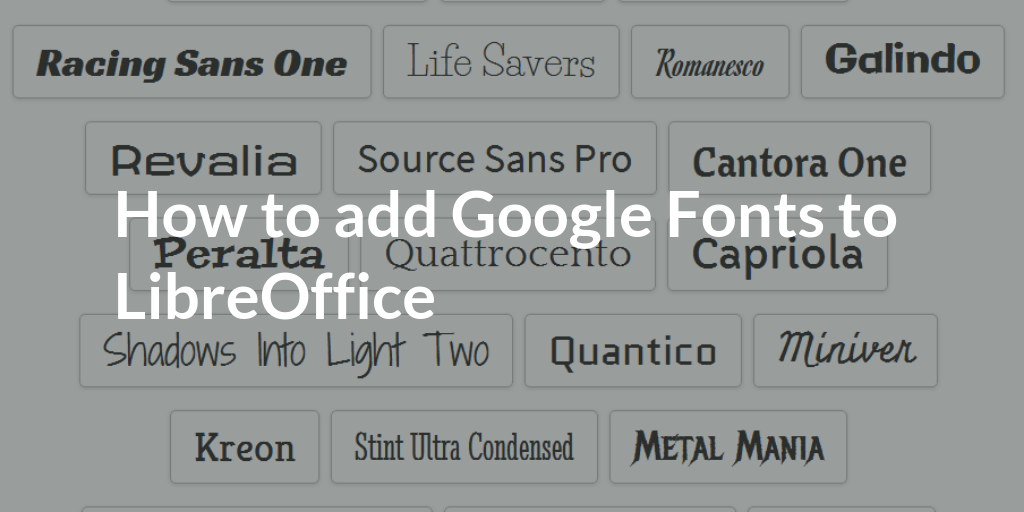 Racing Sans One Life Savers Romanesco Galindo
Revalia Source Sans Pro Cantora One
How to add Google Fonts to
Peralta Quattrocento Capriola
LibreOffice
Shadows Into Light Two Quantico Miniver
Kreon Stint Ultra Condensed Metal Mania